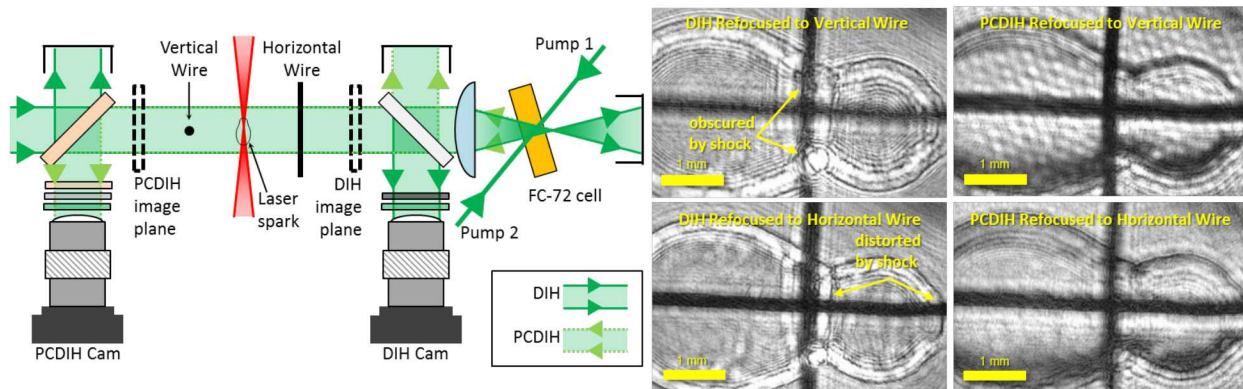 Vertical
Wire
Horizontal
Wire
Pump 1
PCDIH
image
plane
Laser
spark
DIH
image
plane
FC-72 cell
Pump 2
DIH
PCDIH
PCDIH Cam
DIH Cam
DIH Refocused to Vertical Wire
obscured
by shock
1 mm
PCDIH Refocused to Vertical Wire
1 mm
DIH Refocused to Horizontal Wire
distorted
by shock
1 mm
PCDIH Refocused to Horizontal Wire
1 mm